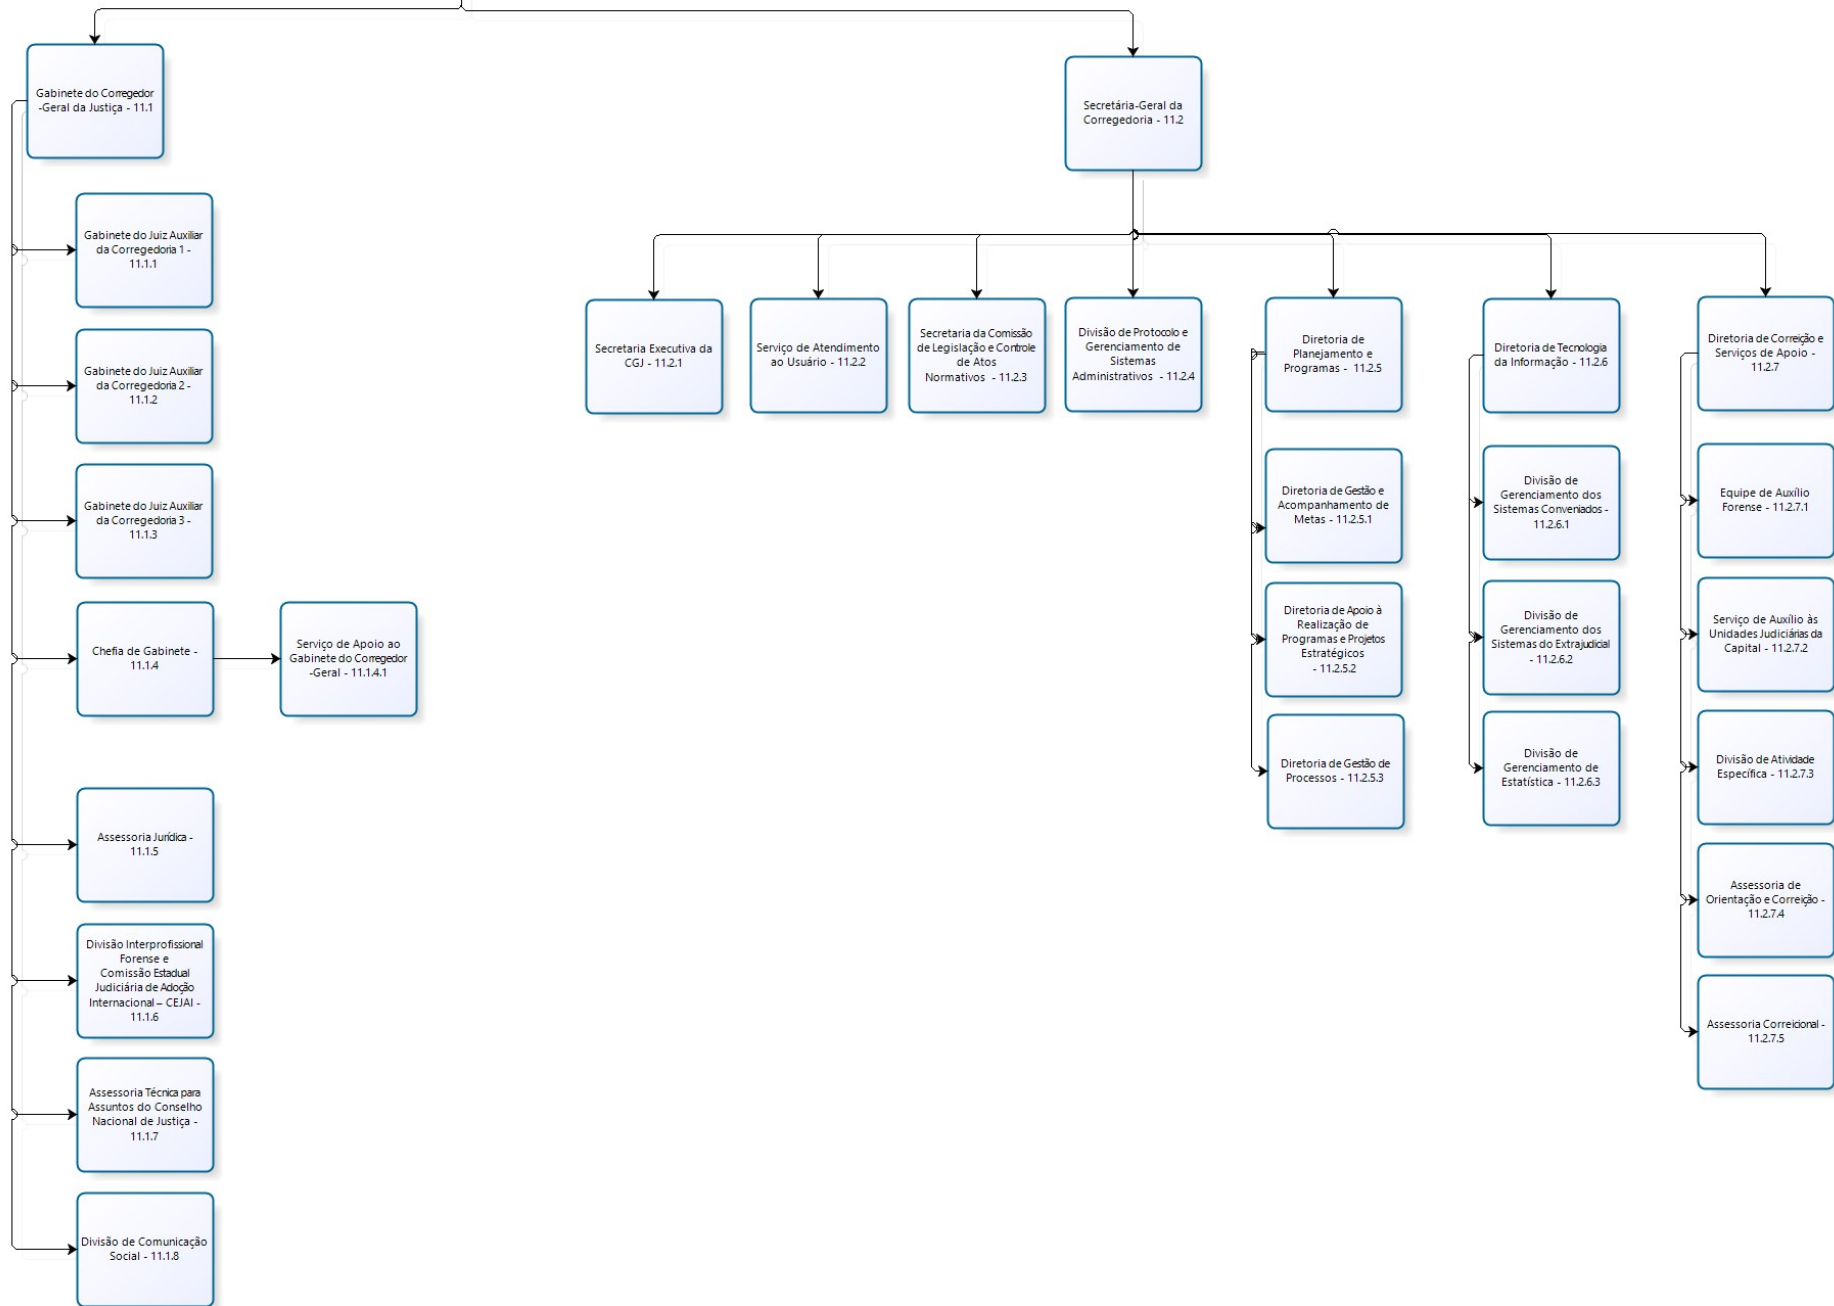 Gabinete do Corregedor
-Geral da Justiça - 11.1
Secretária-Geral da
Corregedoria - 11.2
Gabinete do Juiz Auxiliar
da Corregedoria 1 -
11.1.1
Gabinete do Juiz Auxiliar
da Corregedoria 2 -
11.1.2
Gabinete do Juiz Auxiliar
da Corregedoria 3 -
11.1.3
Chefia de Gabinete -
11.1.4
Serviço de Apoio ao
Gabinete do Corregedor
-Geral - 11.1.4.1
Assessoria Jurídica -
11.1.5
Divisão Interprofissional
Forense e
Comissão Estadual
Judiciária de Adoção
Internacional – CEJAI -
11.1.6
Assessoria Técnica para
Assuntos do Conselho
Nacional de Justiça -
11.1.7
Divisão de Comunicação
Social - 11.1.8
Secretaria Executiva da
CGJ - 11.2.1
Serviço de Atendimento
ao Usuário - 11.2.2
Secretaria da Comissão
de Legislação e Controle
de Atos
Normativos - 11.2.3
Divisão de Protocolo e
Gerenciamento de
Sistemas
Administrativos - 11.2.4
Diretoria de
Planejamento e
Programas - 11.2.5
Diretoria de Gestão e
Acompanhamento de
Metas - 11.2.5.1
Diretoria de Apoio à
Realização de
Programas e Projetos
Estratégicos
- 11.2.5.2
Diretoria de Gestão de
Processos - 11.2.5.3
Diretoria de Tecnologia
da Informação - 11.2.6
Divisão de
Gerenciamento dos
Sistemas Conveniados -
11.2.6.1
Divisão de
Gerenciamento dos
Sistemas do Extrajudicial
- 11.2.6.2
Divisão de
Gerenciamento de
Estatística - 11.2.6.3
Diretoria de Correição e
Serviços de Apoio -
11.2.7
Equipe de Auxílio
Forense - 11.2.7.1
Serviço de Auxílio às
Unidades Judiciárias da
Capital - 11.2.7.2
Divisão de Atividade
Específica - 11.2.7.3
Assessoria de
Orientação e Correição -
11.2.7.4
Assessoria Correicional -
11.2.7.5